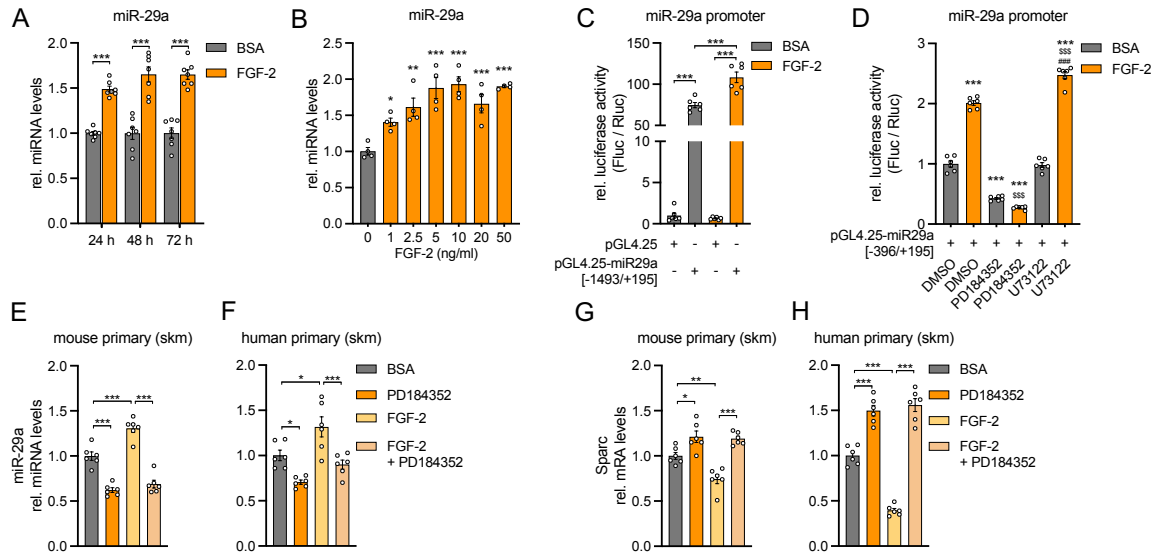 A
miR-29a
rel. miRNA levels
2.0
1.5
1.0
0.5
0.0
***
***
***
24 h
48 h
72 h
BSA
FGF-2
B
miR-29a
rel. miRNA levels
2.5
2.0
1.5
1.0
0.5
0.0
*
**
***
***
***
***
0 1 2.5 5 10 20 50
FGF-2 (ng/ml)
C
miR-29a promoter
rel. luciferase activity
(Fluc / Rluc)
150
125
100
75
50
10
5
0
***
***
***
BSA
FGF-2
pGL4.25 + - + -
pGL4.25-miR29a - + - +
[-1493/+195]
D
miR-29a promoter
rel. luciferase activity
(Fluc / Rluc)
3
2
1
0
***
***
***
$$$
***
$$$
###
BSA
FGF-2
pGL4.25-miR29a + + + + + +
[-396/+195]
DMSO
DMSO
PD184352
PD184352
U73122
U73122
E
mouse primary (skm)
miR-29a
rel. miRNA levels
2.0
1.5
1.0
0.5
0.0
***
***
***
F
human primary (skm)
2.0
1.5
1.0
0.5
0.0
*
***
*
BSA
PD184352
FGF-2
FGF-2
+ PD184352
G
mouse primary (skm)
Sparc
rel. mRA levels
2.0
1.5
1.0
0.5
0.0
**
*
***
H
human primary (skm)
2.0
1.5
1.0
0.5
0.0
***
***
***
BSA
PD184352
FGF-2
FGF-2
+ PD184352